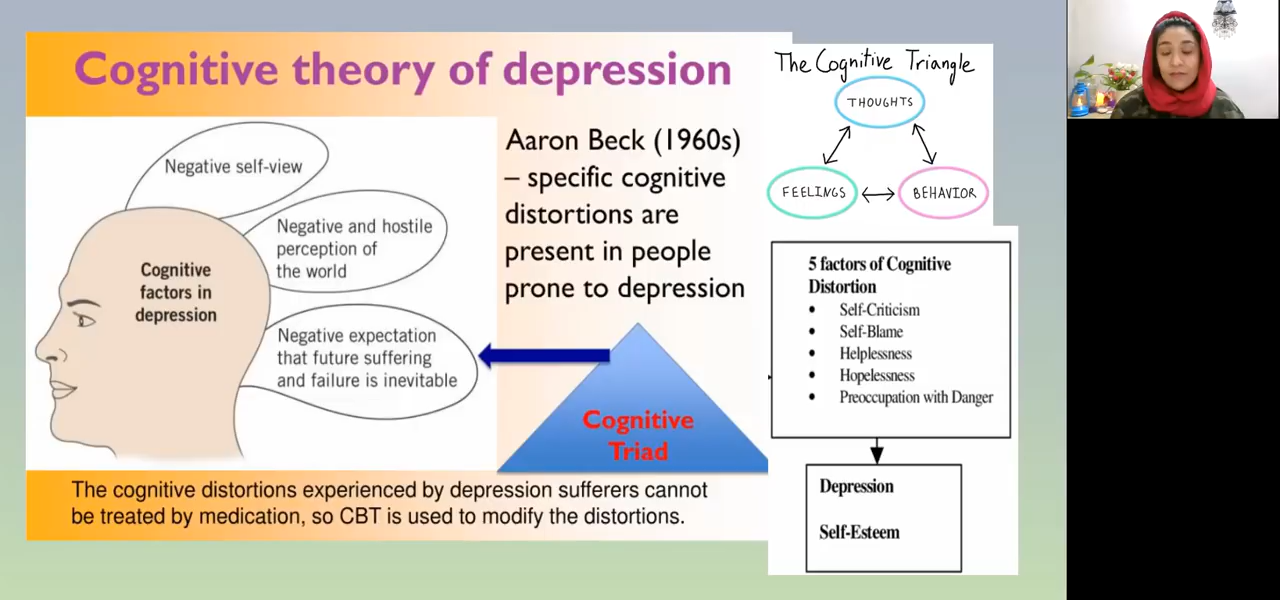 Cognitive theory of depression
Negative self-view
Negative and hostile
perception of
the world
Cognitive
factors in
depression
Negative expectation
that future suffering
and failure is inevitable
Aaron Beck (1960s)
– specific cognitive
distortions are
present in people
prone to depression
Cognitive
Triad
The cognitive distortions experienced by depression sufferers cannot
be treated by medication, so CBT is used to modify the distortions.
The Cognitive Triangle
THOUGHTS
FEELINGS
BEHAVIOR
5 factors of Cognitive
Distortion
• Self-Criticism
• Self-Blame
• Helplessness
• Hopelessness
• Preoccupation with Danger
Depression
Self-Esteem